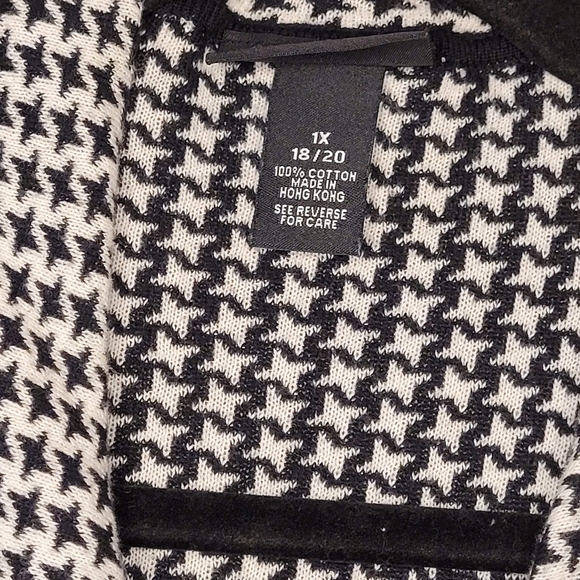 1X
18/20
100% COTTON
MADE IN
HONG KONG
SEE REVERSE
FOR CARE